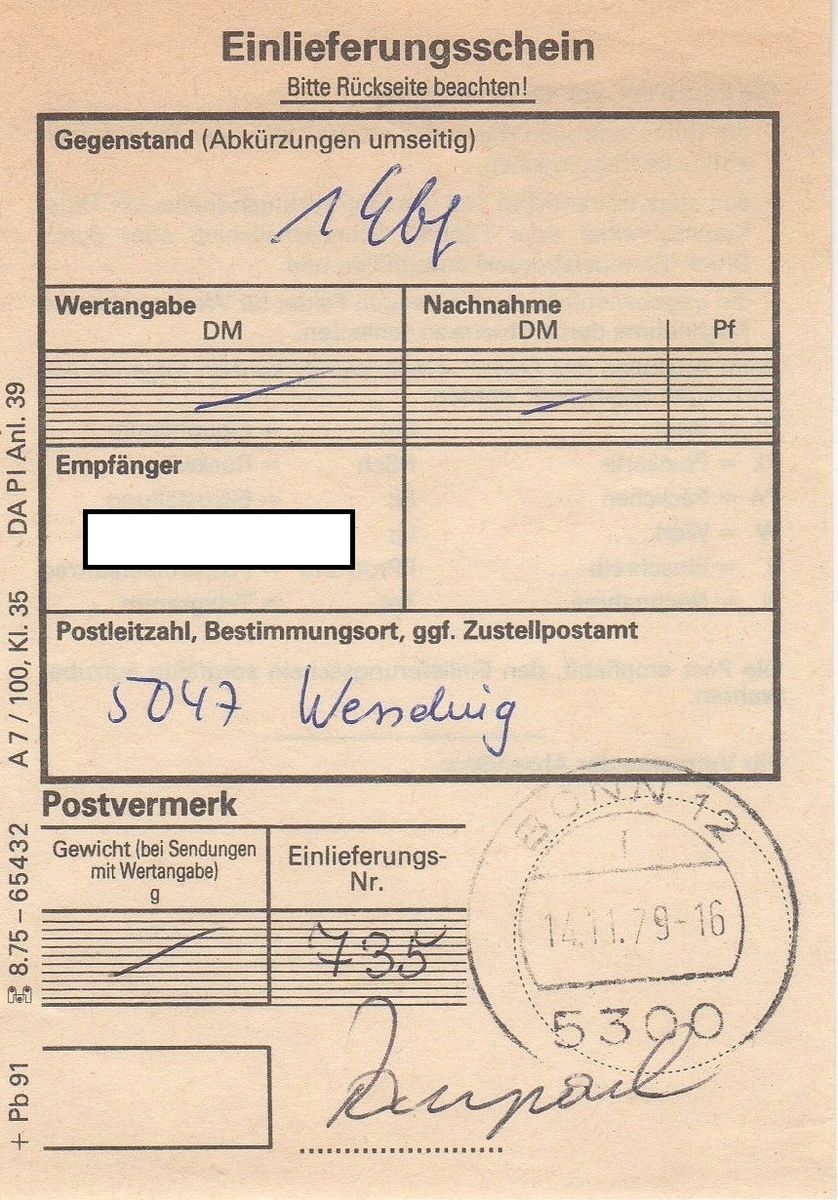 Einlieferungsschein
Bitte Rückseite beachten!
Gegenstand (Abkürzungen umseitig)
1 Ebf
Wertangabe
DM
Nachnahme
DM
Pf
Empfänger
Postleitzahl, Bestimmungsort, ggf. Zustellpostamt
5047 Wesseling
Postvermerk
Gewicht (bei Sendungen
mit Wertangabe)
g
Einlieferungs-
Nr.
735
BONN 12
14.11.79-16
5300
+ Pb 91 8.75 – 65432 A 7 / 100, Kl. 35 DA PI Anl. 39